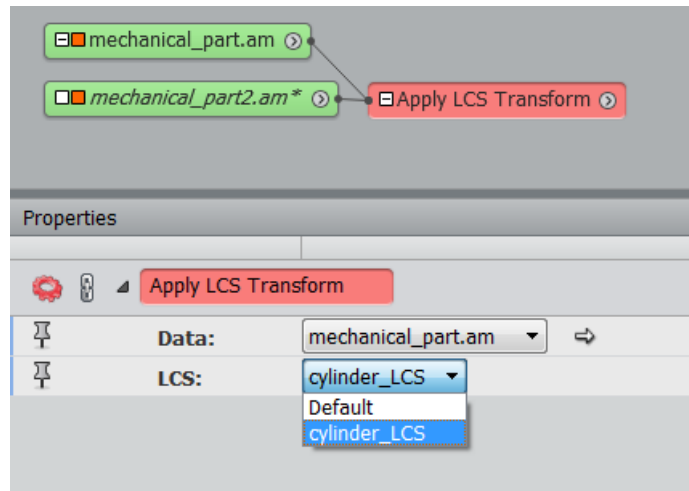 mechanical_part.am
mechanical_part2.am*
Apply LCS Transform
Properties
Apply LCS Transform
Data: mechanical_part.am
LCS: cylinder_LCS
Default
cylinder_LCS